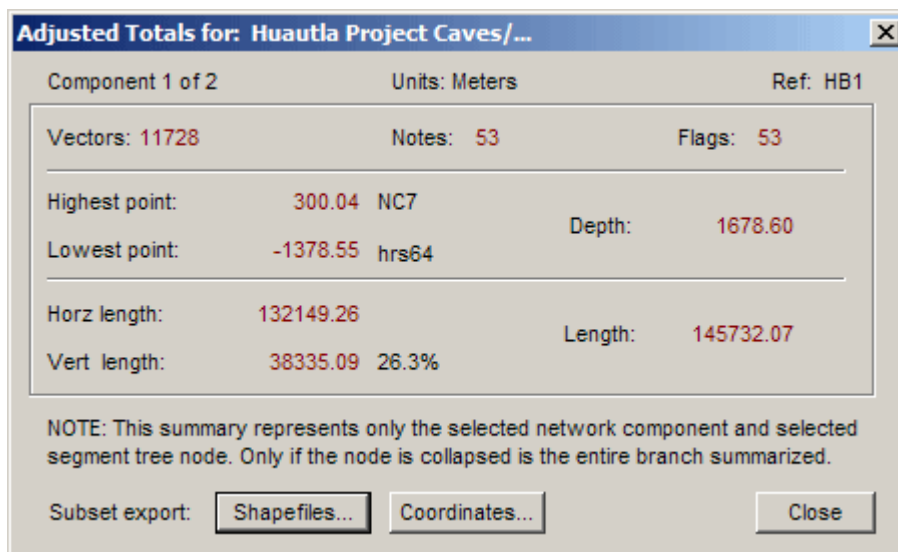 Adjusted Totals for: Huautla Project Caves/...
Component 1 of 2 Units: Meters Ref: HB1
Vectors: 11728 Notes: 53 Flags: 53
Highest point: 300.04 NC7
Depth: 1678.60
Lowest point: -1378.55 hrs64
Horz length: 132149.26
Length: 145732.07
Vert length: 38335.09 26.3%
NOTE: This summary represents only the selected network component and selected
segment tree node. Only if the node is collapsed is the entire branch summarized.
Subset export: Shapefiles... Coordinates... Close